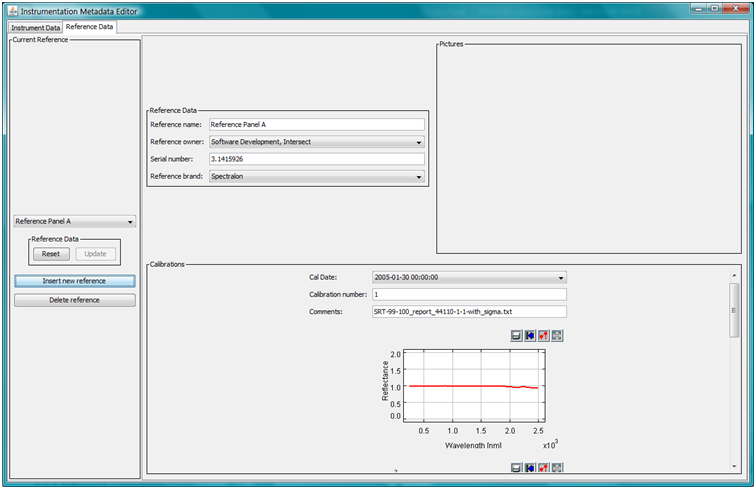 Instrumentation Metadata Editor
Instrument Data Reference Data
Current Reference
Reference Panel A
Reference Data
Reset Update
Insert new reference
Delete reference
Reference Data
Reference name: Reference Panel A
Reference owner: Software Development, Intersect
Serial number: 3.1415926
Reference brand: Spectralon
Pictures
Calibrations
Cal Date: 2005-01-30 00:00:00
Calibration number: 1
Comments: SRT-99-100_report_44110-1-1-with_sigma.txt
Reflectance
2.0
1.5
1.0
0.5
0.0
0.5 1.0 1.5 2.0 2.5
Wavelength [nm] x10³